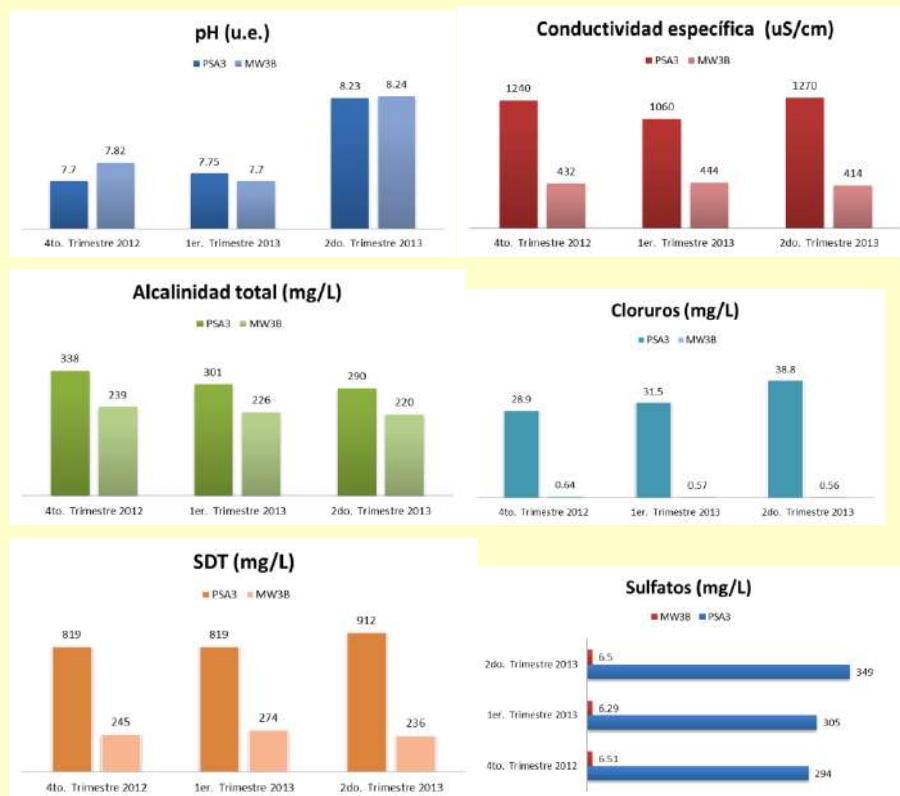 pH (u.e.)
PSA3 MW3B
7.7
7.82
7.75
7.7
8.23
8.24
4to. Trimestre 2012
1er. Trimestre 2013
2do. Trimestre 2013
Conductividad específica (uS/cm)
PSA3 MW3B
1240
432
1060
444
1270
414
4to. Trimestre 2012
1er. Trimestre 2013
2do. Trimestre 2013
Alcalinidad total (mg/L)
PSA3 MW3B
338
239
301
226
290
220
4to. Trimestre 2012
1er. Trimestre 2013
2do. Trimestre 2013
Cloruros (mg/L)
PSA3 MW3B
28.9
0.64
31.5
0.57
38.8
0.56
4to. Trimestre 2012
1er. Trimestre 2013
2do. Trimestre 2013
SDT (mg/L)
PSA3 MW3B
819
245
819
274
912
236
4to. Trimestre 2012
1er. Trimestre 2013
2do. Trimestre 2013
Sulfatos (mg/L)
MW3B PSA3
2do. Trimestre 2013
6.5
349
1er. Trimestre 2013
6.29
305
4to. Trimestre 2012
6.51
294